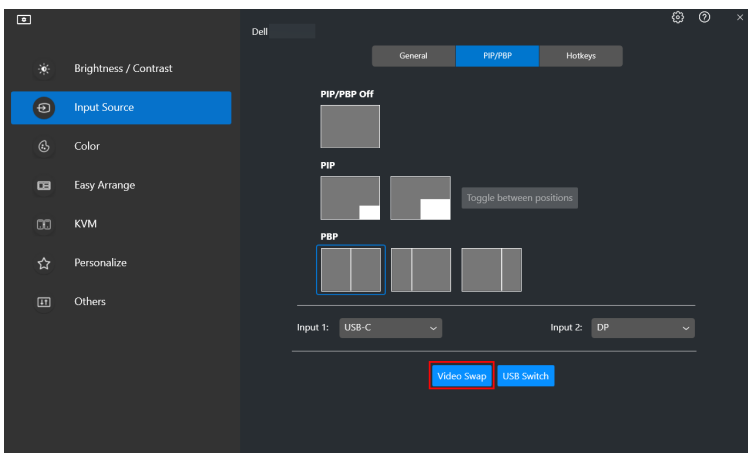 Dell
General PIP/PBP Hotkeys
Brightness / Contrast
Input Source
Color
Easy Arrange
KVM
Personalize
Others
PIP/PBP Off
PIP
Toggle between positions
PBP
Input 1: USB-C Input 2: DP
Video Swap USB Switch